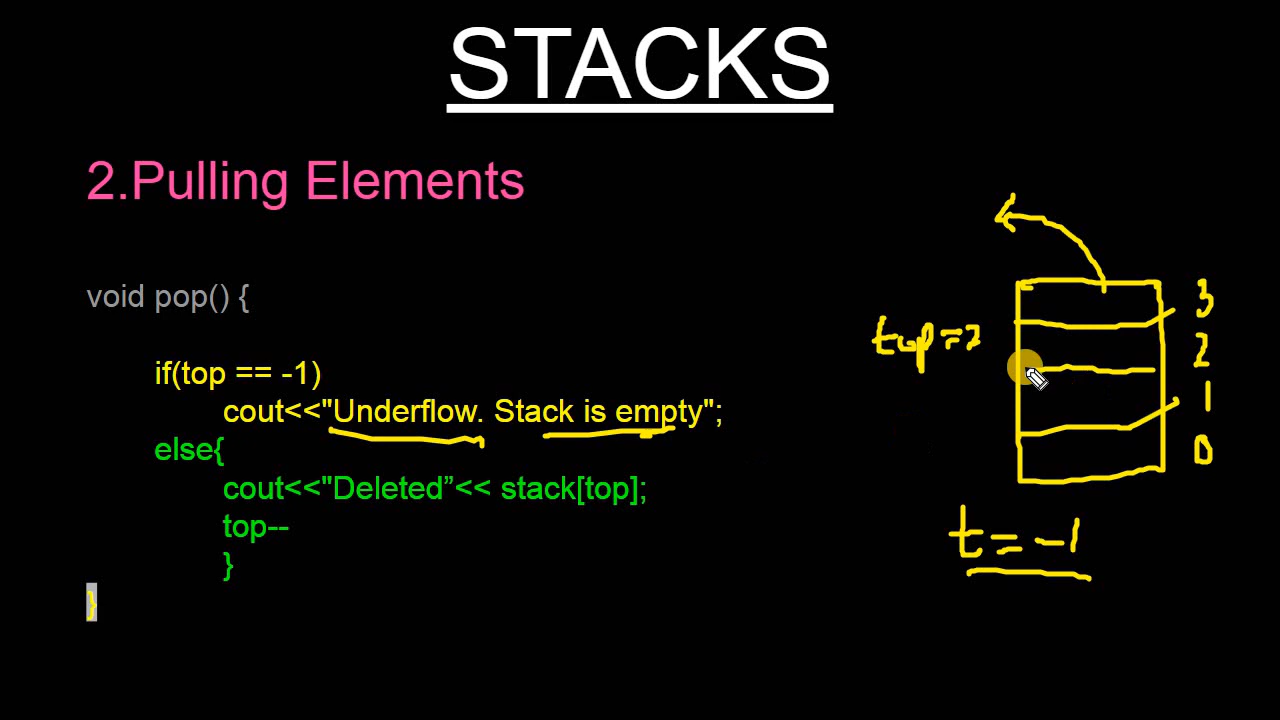 STACKS
2.Pulling Elements
void pop() {
if(top == -1)
cout<<"Underflow. Stack is empty";
else{
cout<<"Deleted”<< stack[top];
top--
}
}
top=2
3
2
1
0
t=-1